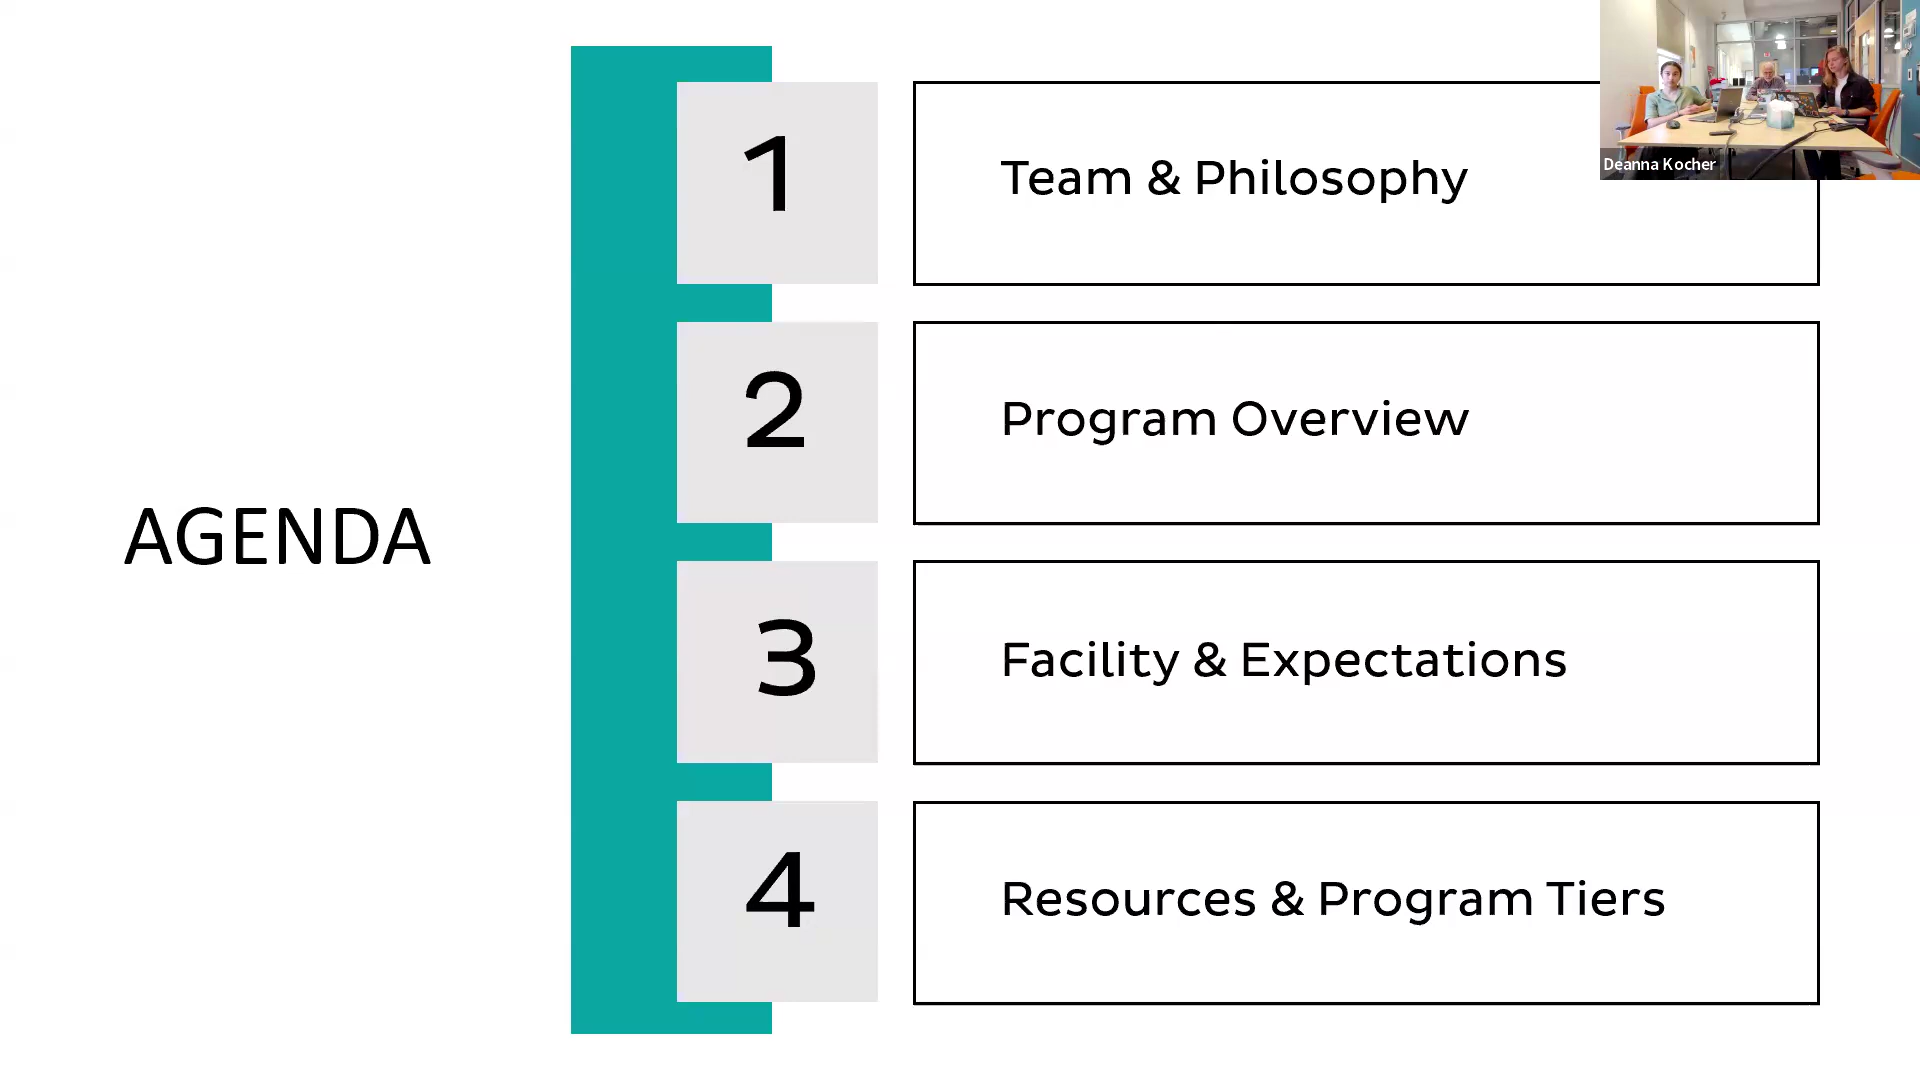 AGENDA
1
Team & Philosophy
2
Program Overview
3
Facility & Expectations
4
Resources & Program Tiers
Deanna Kocher